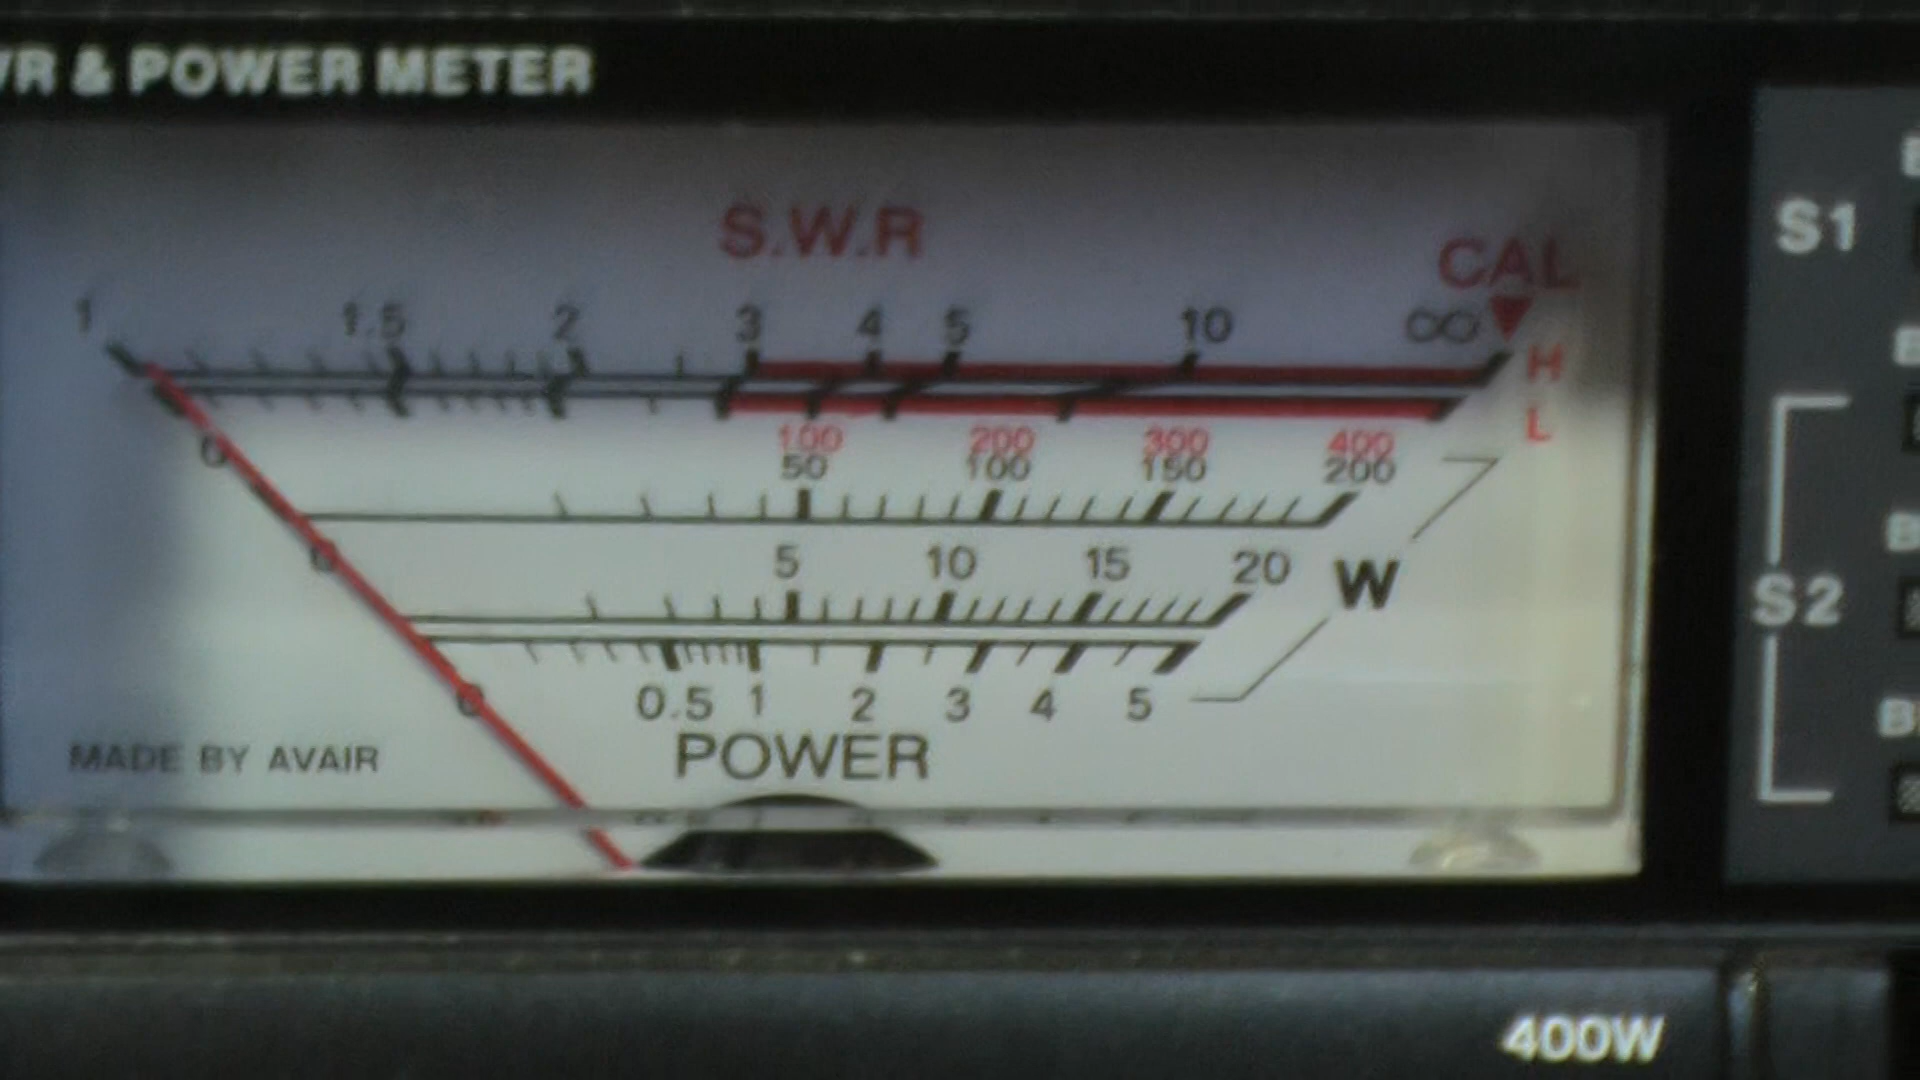 & POWER METER
S.W.R
CAL
1 1.5 2 3 4 5 10 ∞
H
L
100 200 300 400
0 50 100 150 200
0 5 10 15 20
W
0 0.5 1 2 3 4 5
POWER
MADE BY AVAIR
S1
S2
400W